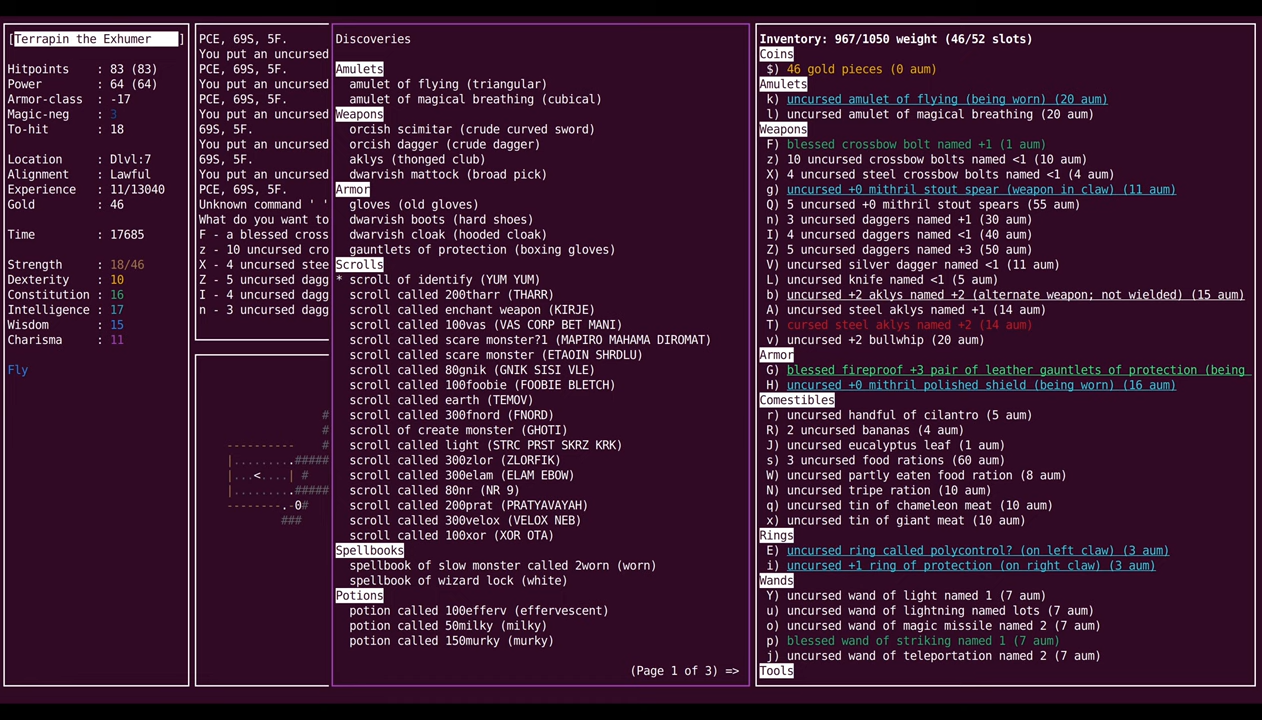 [Terrapin the Exhumer ]
Hitpoints : 83 (83)
Power : 64 (64)
Armor-class : -17
Magic-neg : 3
To-hit : 18
Location : Dlvl:7
Alignment : Lawful
Experience : 11/13040
Gold : 46
Time : 17685
Strength : 18/46
Dexterity : 10
Constitution : 16
Intelligence : 17
Wisdom : 15
Charisma : 11
Fly
PCE, 69S, 5F.
You put an uncursed
PCE, 69S, 5F.
You put an uncursed
PCE, 69S, 5F.
You put an uncursed
69S, 5F.
You put an uncursed
69S, 5F.
You put an uncursed
PCE, 69S, 5F.
Unknown command ' '
What do you want to
F - a blessed cross
z - 10 uncursed cro
X - 4 uncursed stee
Z - 5 uncursed dagg
I - 4 uncursed dagg
n - 3 uncursed dagg
#
#
---------- #
|.........#####
|...<....| #
|.........#####
--------.-0#
###
Discoveries
Amulets
amulet of flying (triangular)
amulet of magical breathing (cubical)
Weapons
orcish scimitar (crude curved sword)
orcish dagger (crude dagger)
aklys (thonged club)
dwarvish mattock (broad pick)
Armor
gloves (old gloves)
dwarvish boots (hard shoes)
dwarvish cloak (hooded cloak)
gauntlets of protection (boxing gloves)
Scrolls
* scroll of identify (YUM YUM)
scroll called 200tharr (THARR)
scroll called enchant weapon (KIRJE)
scroll called 100vas (VAS CORP BET MANI)
scroll called scare monster?1 (MAPIRO MAHAMA DIROMAT)
scroll called scare monster (ETAOIN SHRDLU)
scroll called 80gnik (GNIK SISI VLE)
scroll called 100foobie (FOOBIE BLETCH)
scroll called earth (TEMOV)
scroll called 300fnord (FNORD)
scroll of create monster (GHOTI)
scroll called light (STRC PRST SKRZ KRK)
scroll called 300zlor (ZLORFIK)
scroll called 300elam (ELAM EBOW)
scroll called 80nr (NR 9)
scroll called 200prat (PRATYAVAYAH)
scroll called 300velox (VELOX NEB)
scroll called 100xor (XOR OTA)
Spellbooks
spellbook of slow monster called 2worn (worn)
spellbook of wizard lock (white)
Potions
potion called 100efferv (effervescent)
potion called 50milky (milky)
potion called 150murky (murky)
(Page 1 of 3) =>
Inventory: 967/1050 weight (46/52 slots)
Coins
$) 46 gold pieces (0 aum)
Amulets
k) uncursed amulet of flying (being worn) (20 aum)
l) uncursed amulet of magical breathing (20 aum)
Weapons
F) blessed crossbow bolt named +1 (1 aum)
z) 10 uncursed crossbow bolts named <1 (10 aum)
X) 4 uncursed steel crossbow bolts named <1 (4 aum)
g) uncursed +0 mithril stout spear (weapon in claw) (11 aum)
Q) 5 uncursed +0 mithril stout spears (55 aum)
n) 3 uncursed daggers named +1 (30 aum)
I) 4 uncursed daggers named <1 (40 aum)
Z) 5 uncursed daggers named +3 (50 aum)
V) uncursed silver dagger named <1 (11 aum)
L) uncursed knife named <1 (5 aum)
b) uncursed +2 aklys named +2 (alternate weapon; not wielded) (15 aum)
A) uncursed steel aklys named +1 (14 aum)
T) cursed steel aklys named +2 (14 aum)
v) uncursed +2 bullwhip (20 aum)
Armor
G) blessed fireproof +3 pair of leather gauntlets of protection (being
H) uncursed +0 mithril polished shield (being worn) (16 aum)
Comestibles
r) uncursed handful of cilantro (5 aum)
R) 2 uncursed bananas (4 aum)
J) uncursed eucalyptus leaf (1 aum)
s) 3 uncursed food rations (60 aum)
W) uncursed partly eaten food ration (8 aum)
N) uncursed tripe ration (10 aum)
q) uncursed tin of chameleon meat (10 aum)
x) uncursed tin of giant meat (10 aum)
Rings
E) uncursed ring called polycontrol? (on left claw) (3 aum)
i) uncursed +1 ring of protection (on right claw) (3 aum)
Wands
Y) uncursed wand of light named 1 (7 aum)
u) uncursed wand of lightning named lots (7 aum)
o) uncursed wand of magic missile named 2 (7 aum)
p) blessed wand of striking named 1 (7 aum)
j) uncursed wand of teleportation named 2 (7 aum)
Tools